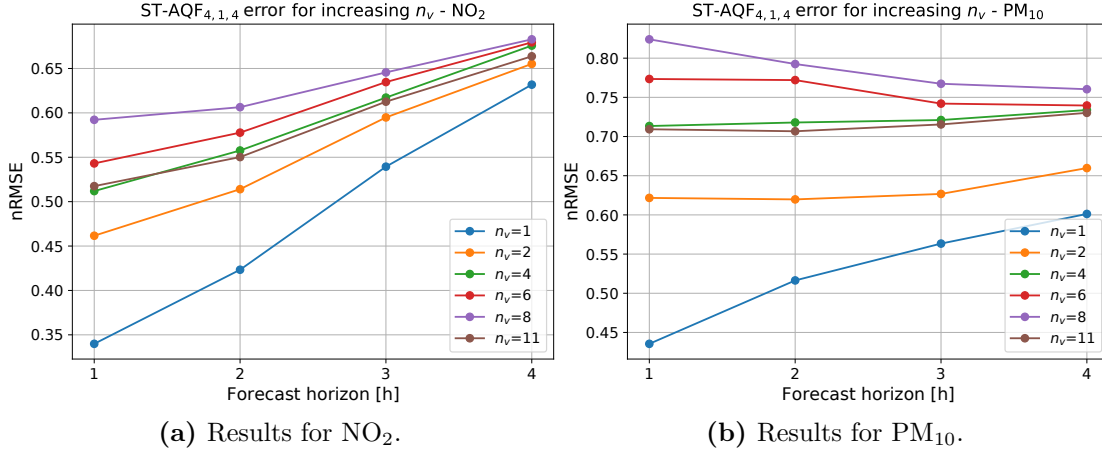 ST-AQF₄,₁,₄ error for increasing nᵥ - NO₂
nRMSE
0.65
0.60
0.55
0.50
0.45
0.40
0.35
nᵥ=1
nᵥ=2
nᵥ=4
nᵥ=6
nᵥ=8
nᵥ=11
1 2 3 4
Forecast horizon [h]
(a) Results for NO₂.
ST-AQF₄,₁,₄ error for increasing nᵥ - PM₁₀
nRMSE
0.80
0.75
0.70
0.65
0.60
0.55
0.50
0.45
nᵥ=1
nᵥ=2
nᵥ=4
nᵥ=6
nᵥ=8
nᵥ=11
1 2 3 4
Forecast horizon [h]
(b) Results for PM₁₀.